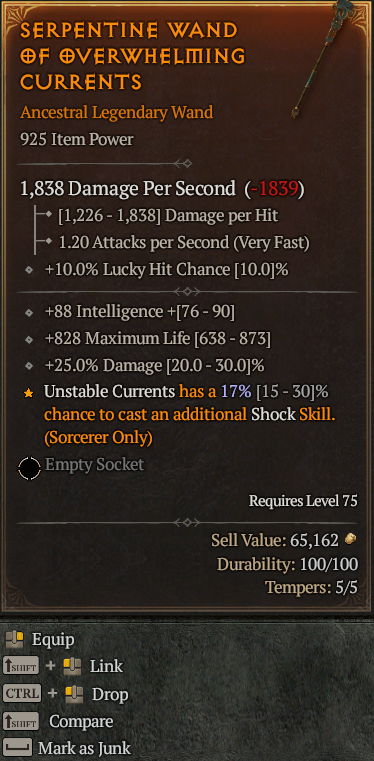 SERPENTINE WAND
OF OVERWHELMING
CURRENTS
Ancestral Legendary Wand
925 Item Power
1,838 Damage Per Second (-1839)
[1,226 - 1,838] Damage per Hit
1.20 Attacks per Second (Very Fast)
+10.0% Lucky Hit Chance [10.0]%
+88 Intelligence +[76 - 90]
+828 Maximum Life [638 - 873]
+25.0% Damage [20.0 - 30.0]%
Unstable Currents has a 17% [15 - 30]%
chance to cast an additional Shock Skill.
(Sorcerer Only)
Empty Socket
Requires Level 75
Sell Value: 65,162
Durability: 100/100
Tempers: 5/5
Equip
SHIFT + Link
CTRL + Drop
SHIFT Compare
Mark as Junk